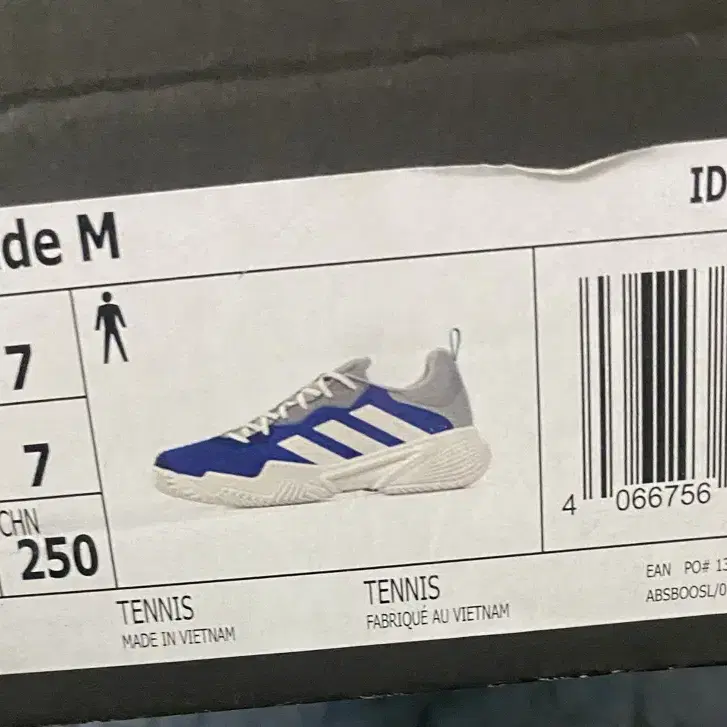 de M
ID
7
7
CHN
250
4 066756
TENNIS
MADE IN VIETNAM
TENNIS
FABRIQUÉ AU VIETNAM
EAN PO# 13
ABSBOOSL/0